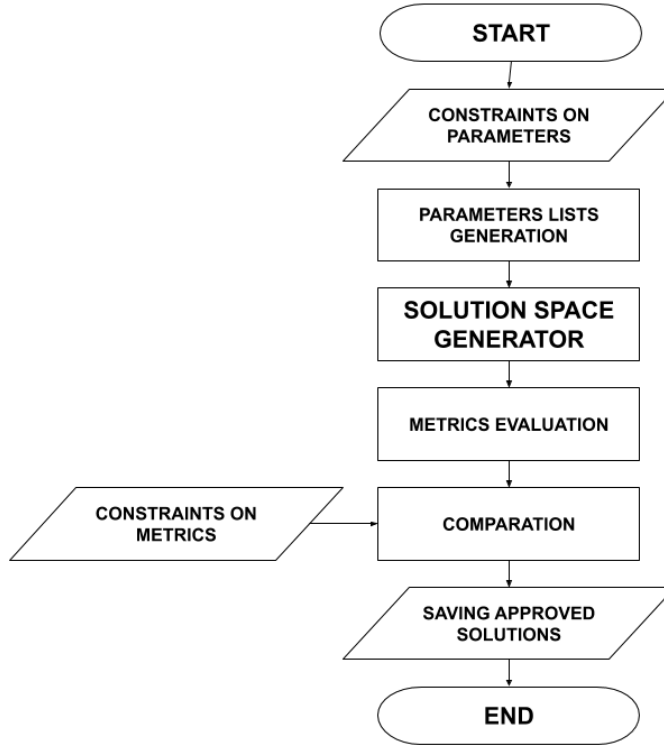 START
CONSTRAINTS ON
PARAMETERS
PARAMETERS LISTS
GENERATION
SOLUTION SPACE
GENERATOR
METRICS EVALUATION
CONSTRAINTS ON
METRICS
COMPARATION
SAVING APPROVED
SOLUTIONS
END